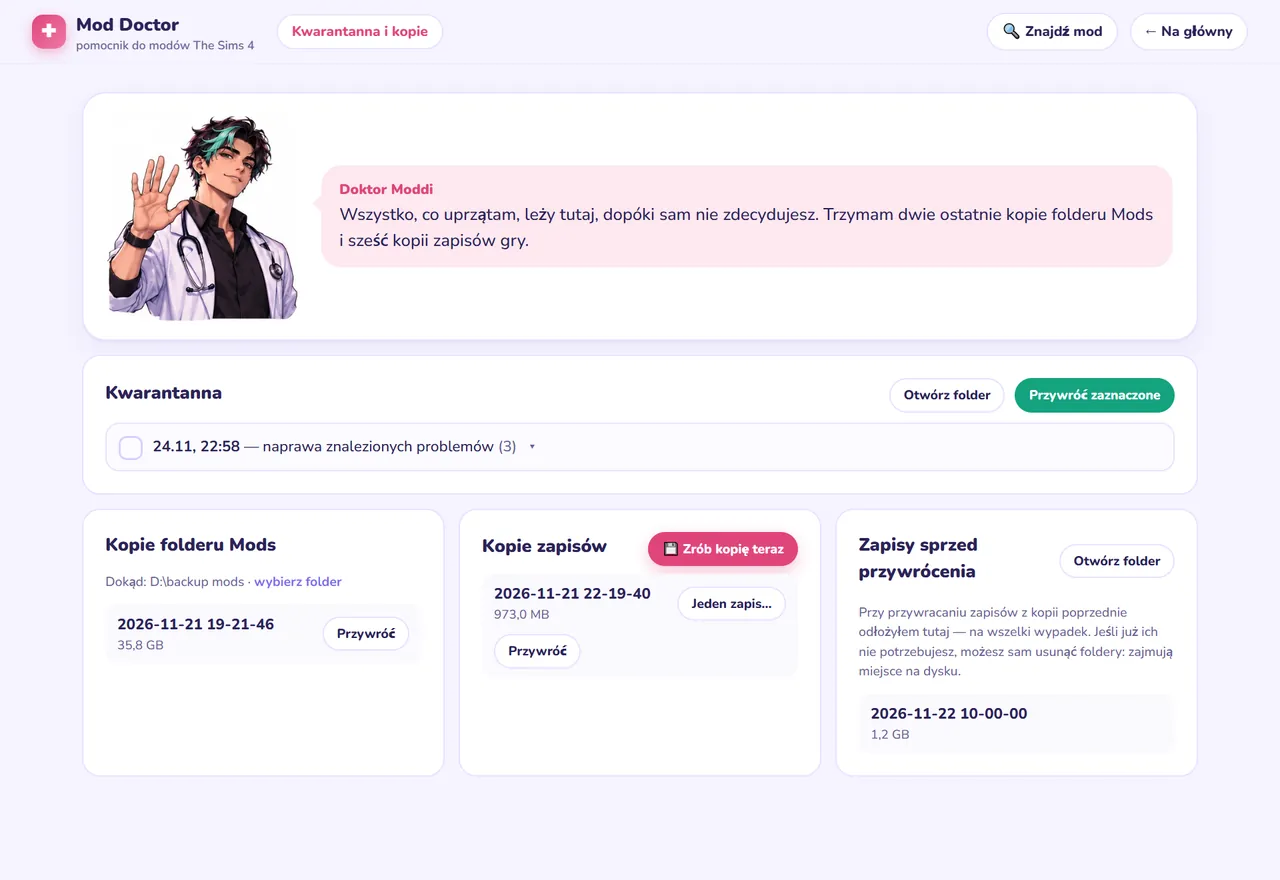 Mod Doctor
pomocnik do modów The Sims 4
Kwarantanna i kopie
🔍 Znajdź mod
← Na główny
Doktor Moddi
Wszystko, co uprzątam, leży tutaj, dopóki sam nie zdecydujesz. Trzymam dwie ostatnie kopie folderu Mods
i sześć kopii zapisów gry.
Kwarantanna
Otwórz folder
Przywróć zaznaczone
24.11, 22:58 — naprawa znalezionych problemów (3) ▾
Kopie folderu Mods
Dokąd: D:\backup mods · wybierz folder
2026-11-21 19-21-46
35,8 GB
Przywróć
Kopie zapisów
💾 Zrób kopię teraz
2026-11-21 22-19-40
973,0 MB
Jeden zapis...
Przywróć
Zapisy sprzed
przywrócenia
Otwórz folder
Przy przywracaniu zapisów z kopii poprzednie
odłożyłem tutaj — na wszelki wypadek. Jeśli już ich
nie potrzebujesz, możesz sam usunąć foldery: zajmują
miejsce na dysku.
2026-11-22 10-00-00
1,2 GB